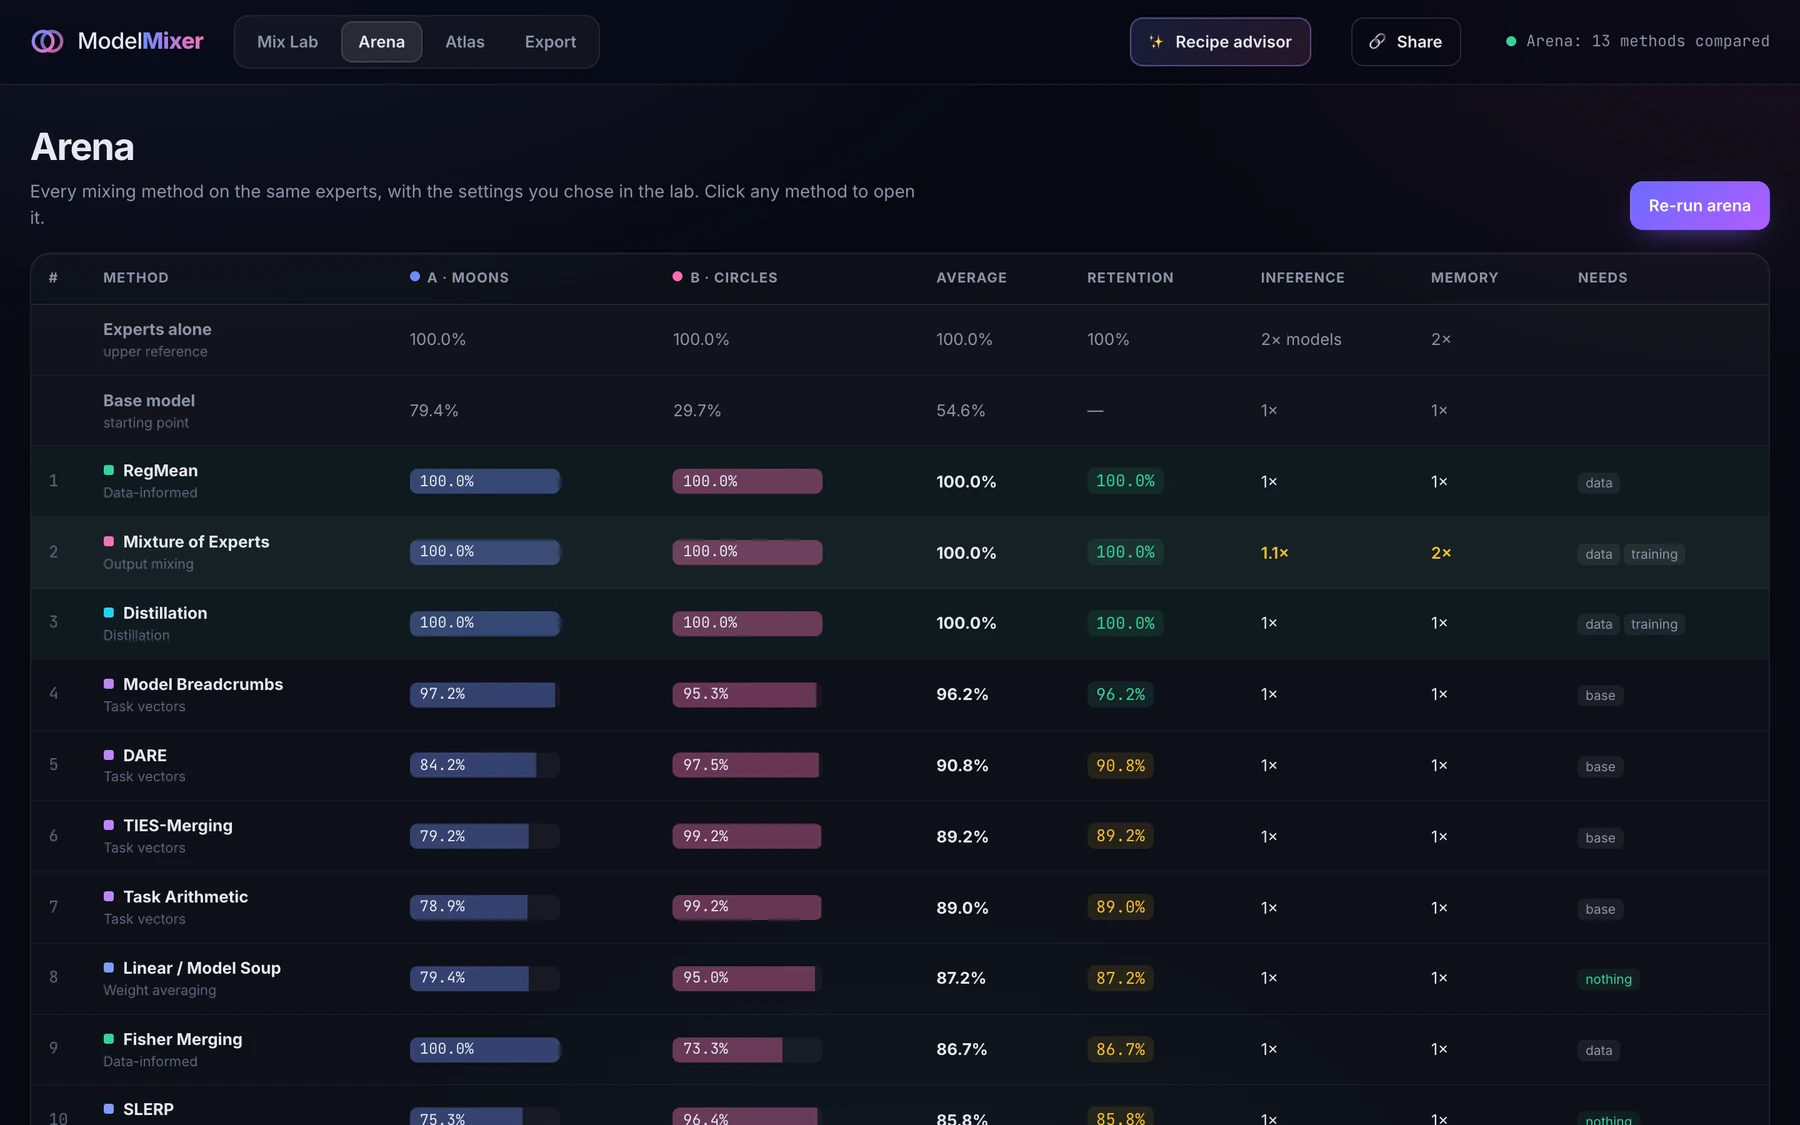 ModelMixer Mix Lab Arena Atlas Export ✨ Recipe advisor 🔗 Share Arena: 13 methods compared
Arena
Every mixing method on the same experts, with the settings you chose in the lab. Click any method to open
it.
Re-run arena
# METHOD A · MOONS B · CIRCLES AVERAGE RETENTION INFERENCE MEMORY NEEDS
Experts alone 100.0% 100.0% 100.0% 100% 2× models 2×
upper reference
Base model 79.4% 29.7% 54.6% — 1× 1×
starting point
1 RegMean 100.0% 100.0% 100.0% 100.0% 1× 1× data
Data-informed
2 Mixture of Experts 100.0% 100.0% 100.0% 100.0% 1.1× 2× data training
Output mixing
3 Distillation 100.0% 100.0% 100.0% 100.0% 1× 1× data training
Distillation
4 Model Breadcrumbs 97.2% 95.3% 96.2% 96.2% 1× 1× base
Task vectors
5 DARE 84.2% 97.5% 90.8% 90.8% 1× 1× base
Task vectors
6 TIES-Merging 79.2% 99.2% 89.2% 89.2% 1× 1× base
Task vectors
7 Task Arithmetic 78.9% 99.2% 89.0% 89.0% 1× 1× base
Task vectors
8 Linear / Model Soup 79.4% 95.0% 87.2% 87.2% 1× 1× nothing
Weight averaging
9 Fisher Merging 100.0% 73.3% 86.7% 86.7% 1× 1× data
Data-informed
10 SLERP 75.3% 96.4% 85.8% 85.8% 1× 1× nothing